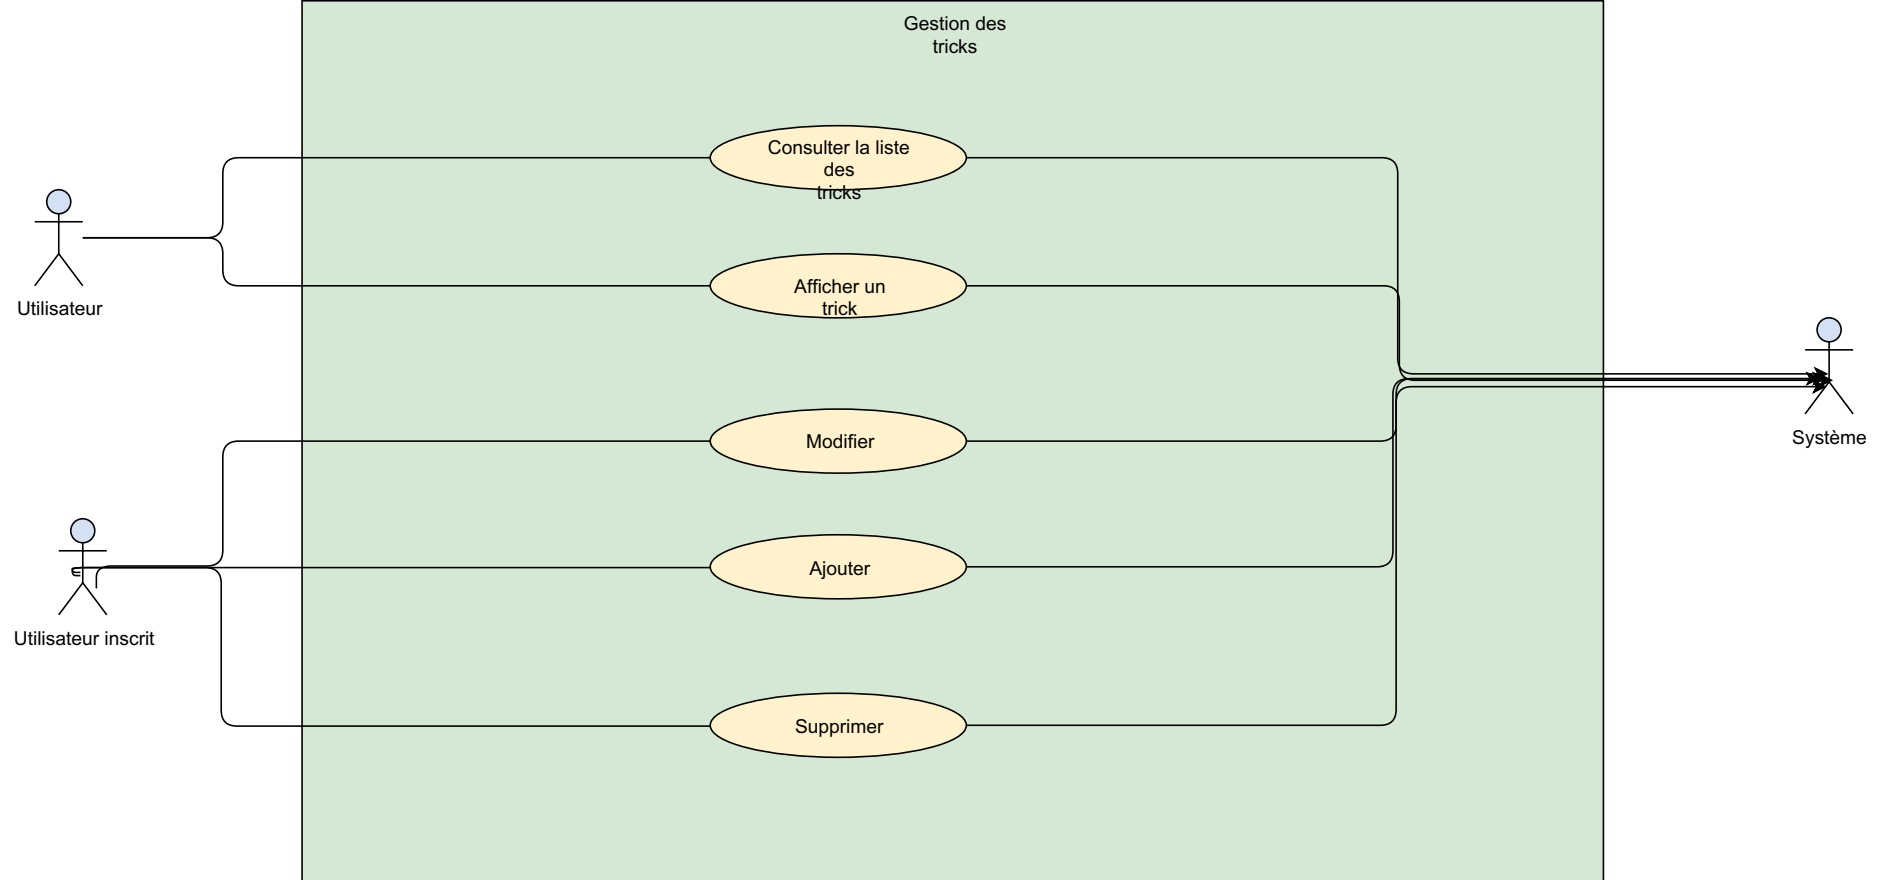 Gestion des
tricks
Consulter la liste
des
tricks
Utilisateur
Afficher un
trick
Système
Modifier
Ajouter
Utilisateur inscrit
Supprimer